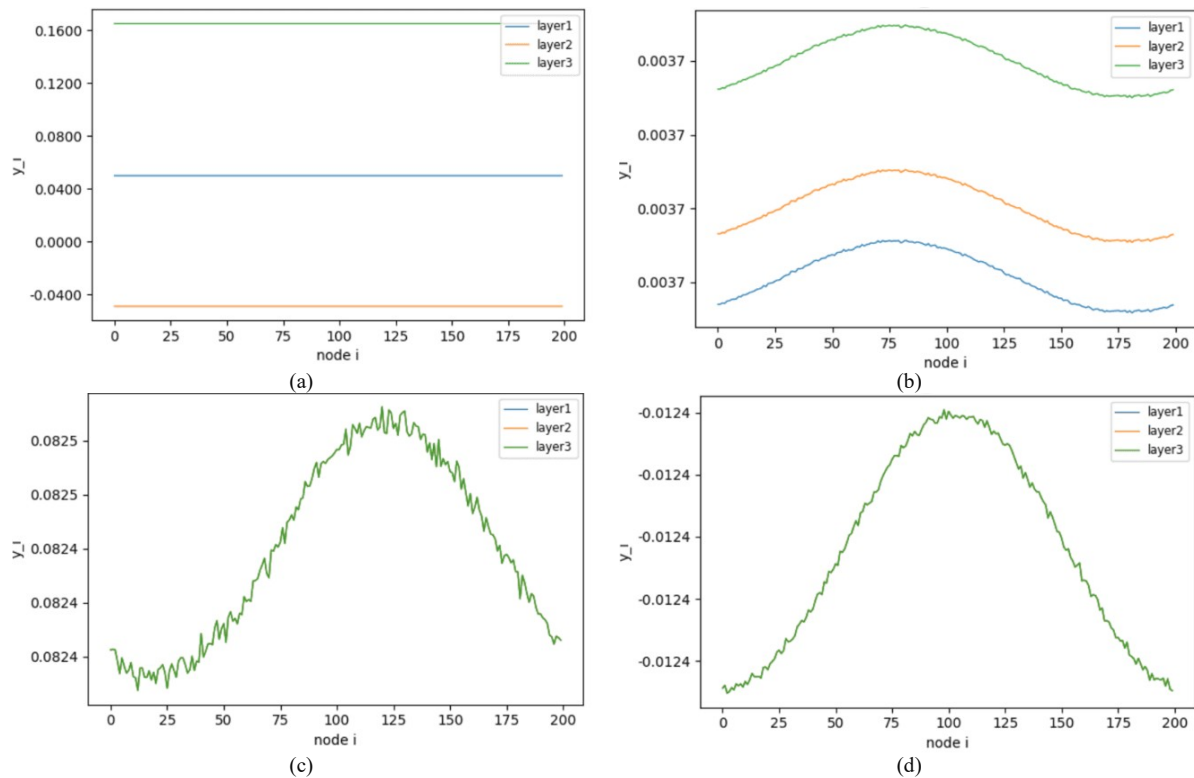 0.1600
0.1200
0.0800
0.0400
0.0000
-0.0400
y_i
0 25 50 75 100 125 150 175 200
node i
layer1
layer2
layer3
(a)
0.0037
0.0037
0.0037
0.0037
y_i
0 25 50 75 100 125 150 175 200
node i
layer1
layer2
layer3
(b)
0.0825
0.0825
0.0824
0.0824
0.0824
y_i
0 25 50 75 100 125 150 175 200
node i
layer1
layer2
layer3
(c)
-0.0124
-0.0124
-0.0124
-0.0124
-0.0124
y_i
0 25 50 75 100 125 150 175 200
node i
layer1
layer2
layer3
(d)